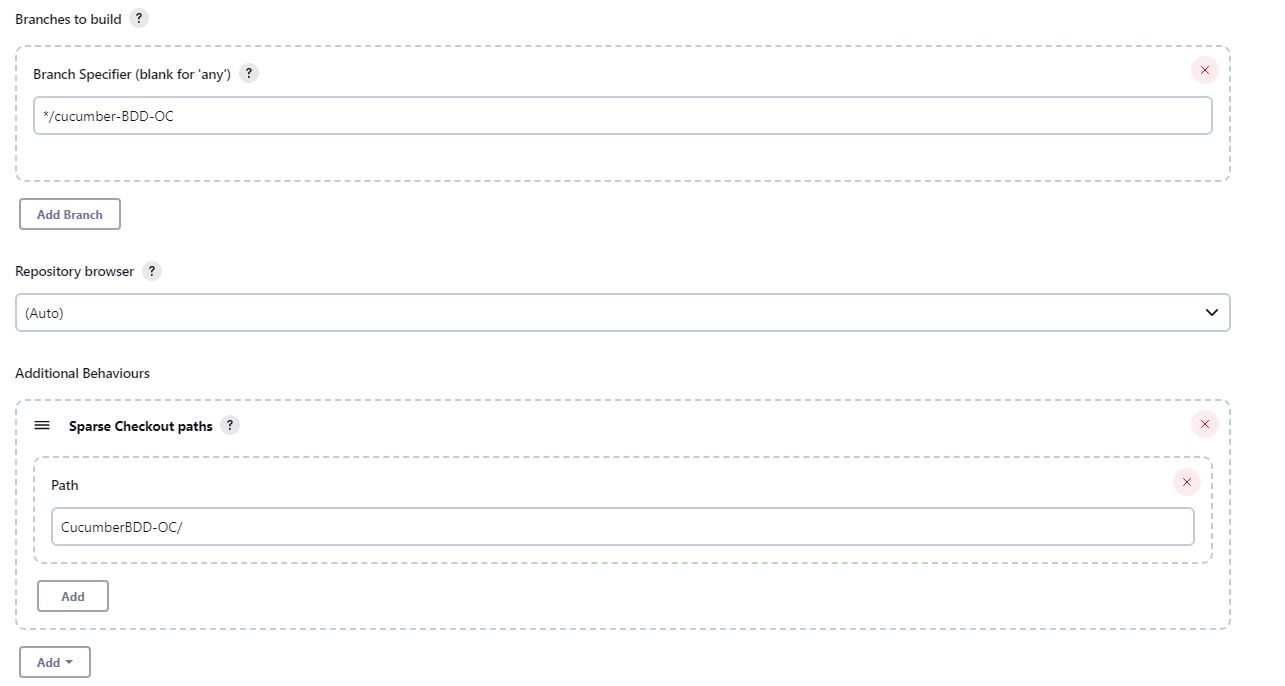 Branches to build ?
Branch Specifier (blank for 'any') ?
*/cucumber-BDD-OC
Add Branch
Repository browser ?
(Auto)
Additional Behaviours
Sparse Checkout paths ?
Path
CucumberBDD-OC/
Add
Add